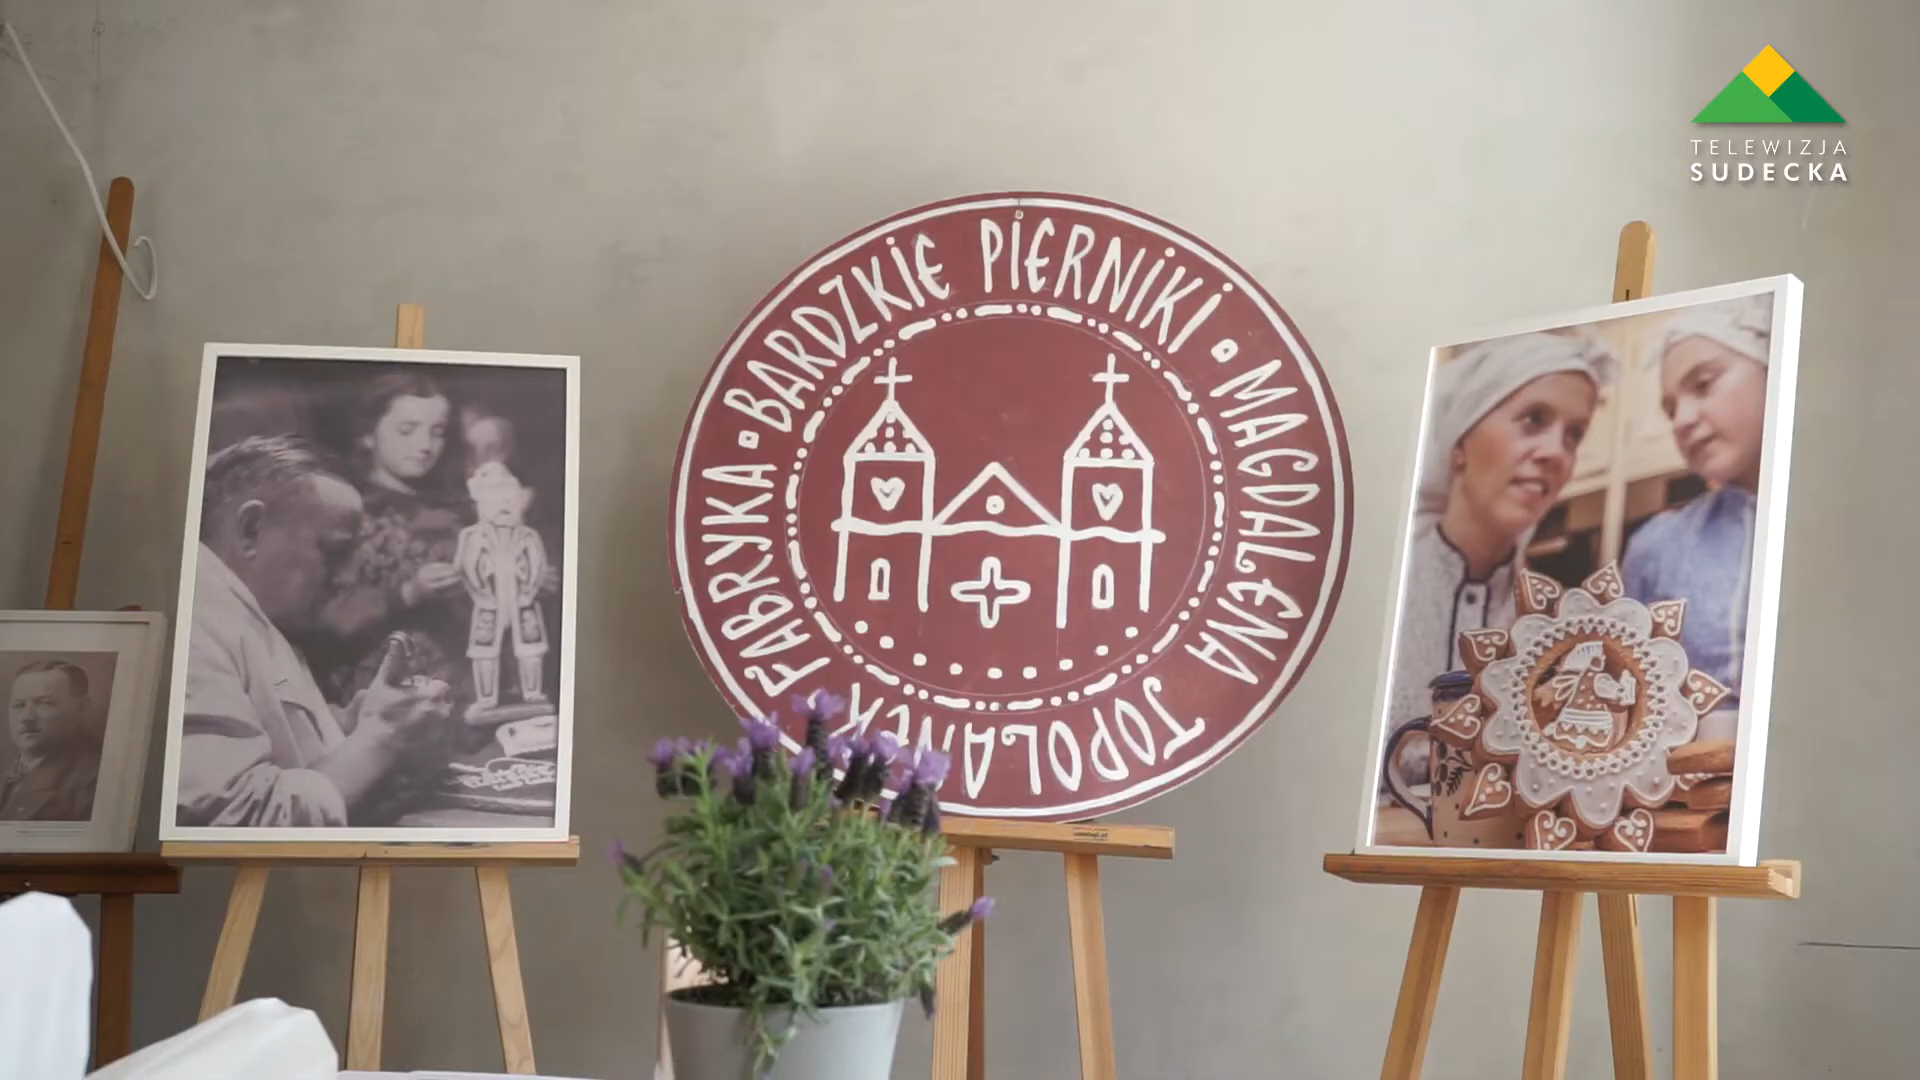 FABRYKA • BARDZKIE PIERNIKI • MAGDALENA TOPOLANEK
TELEWIZJA
SUDECKA